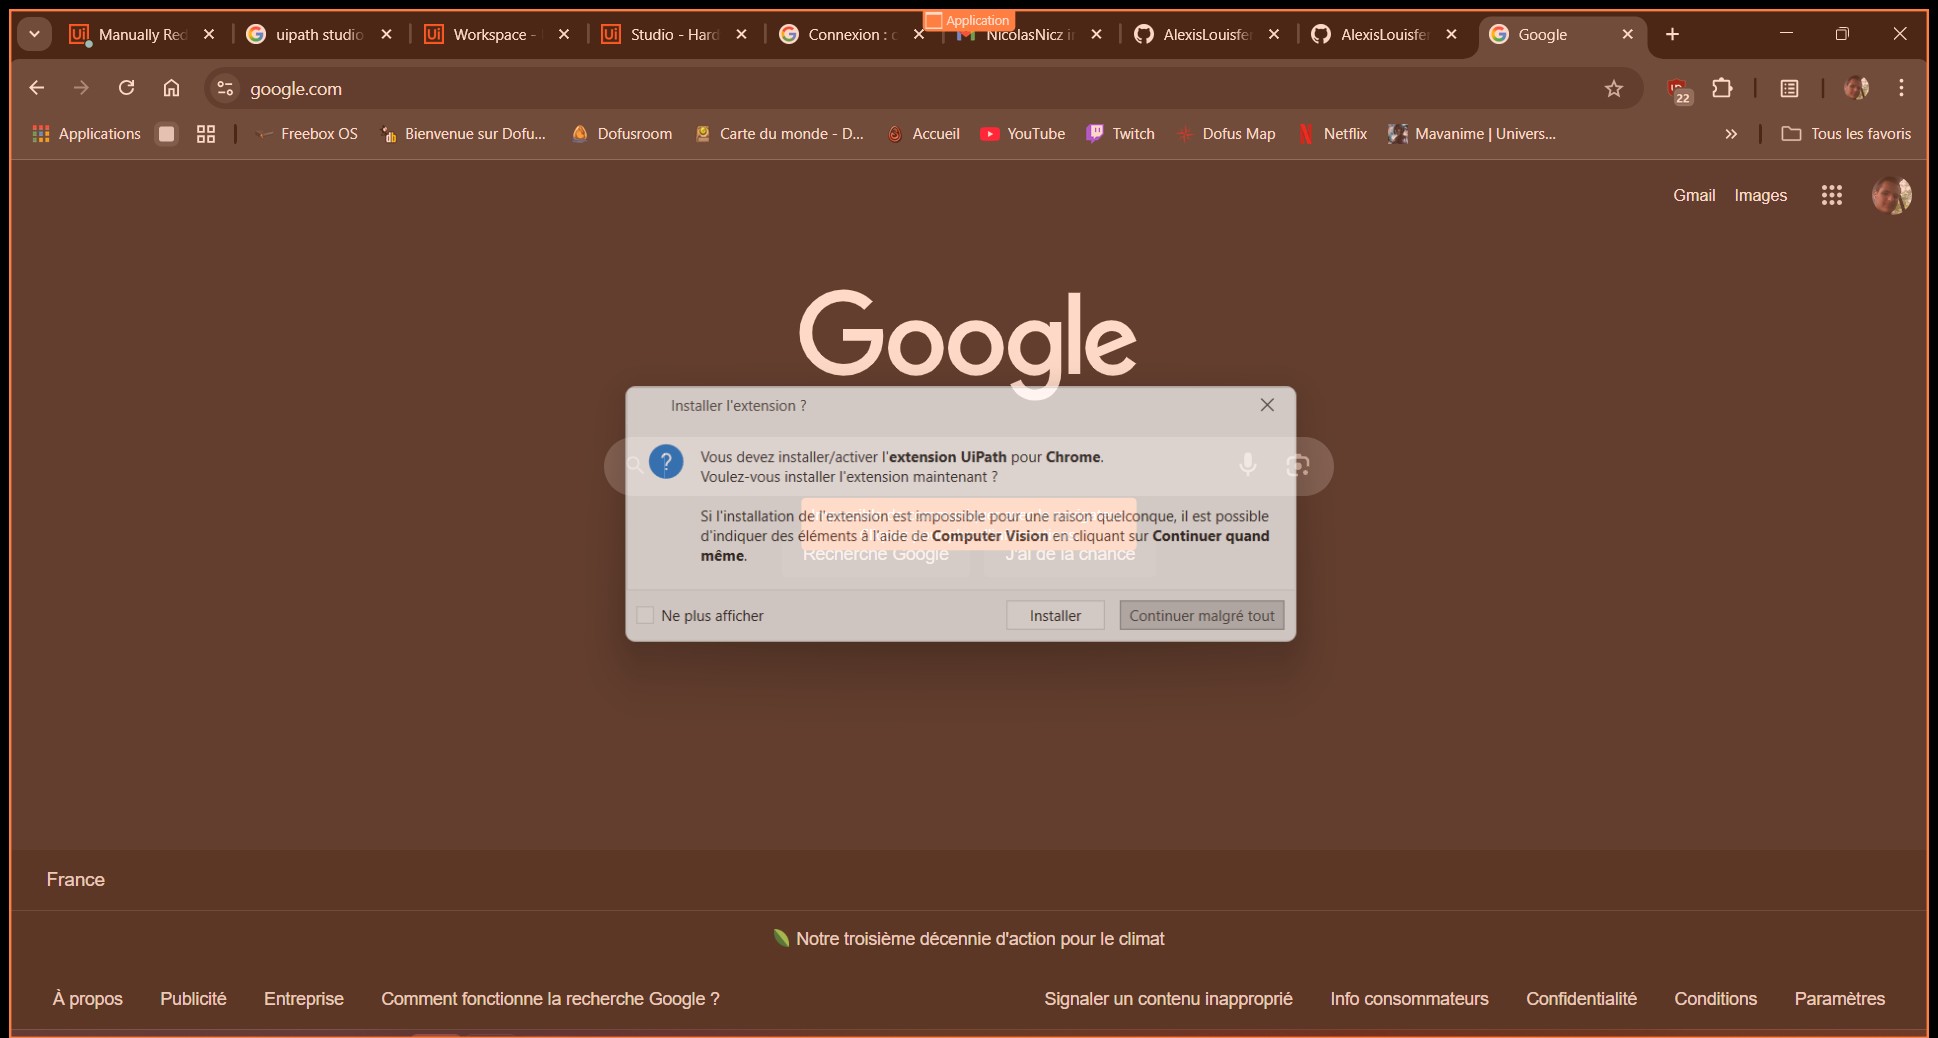 Application
Manually Red
uipath studio
Workspace -
Studio - Hard
Connexion : c
NicolasNicz i
AlexisLouisfe
AlexisLouisfe
Google
google.com
22
Applications
Freebox OS
Bienvenue sur Dofu...
Dofusroom
Carte du monde - D...
Accueil
YouTube
Twitch
Dofus Map
Netflix
Mavanime | Univers...
Tous les favoris
Gmail
Images
Google
Installer l'extension ?
Vous devez installer/activer l'extension UiPath pour Chrome.
Voulez-vous installer l'extension maintenant ?
Si l'installation de l'extension est impossible pour une raison quelconque, il est possible
d'indiquer des éléments à l'aide de Computer Vision en cliquant sur Continuer quand
même.
Recherche Google
J'ai de la chance
Ne plus afficher
Installer
Continuer malgré tout
France
Notre troisième décennie d'action pour le climat
À propos
Publicité
Entreprise
Comment fonctionne la recherche Google ?
Signaler un contenu inapproprié
Info consommateurs
Confidentialité
Conditions
Paramètres